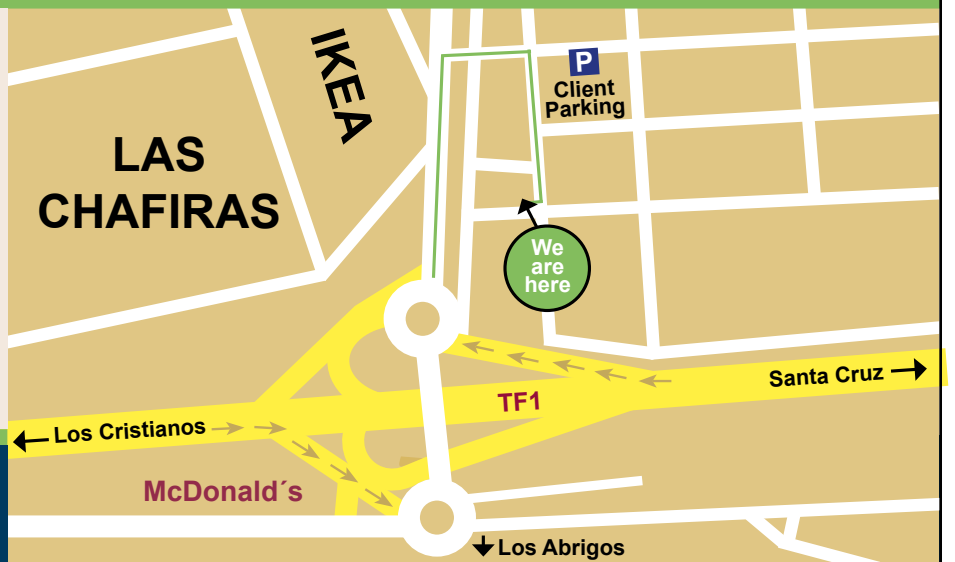 IKEA
P
Client
Parking
LAS
CHAFIRAS
We
are
here
Santa Cruz
TF1
Los Cristianos
McDonald´s
Los Abrigos